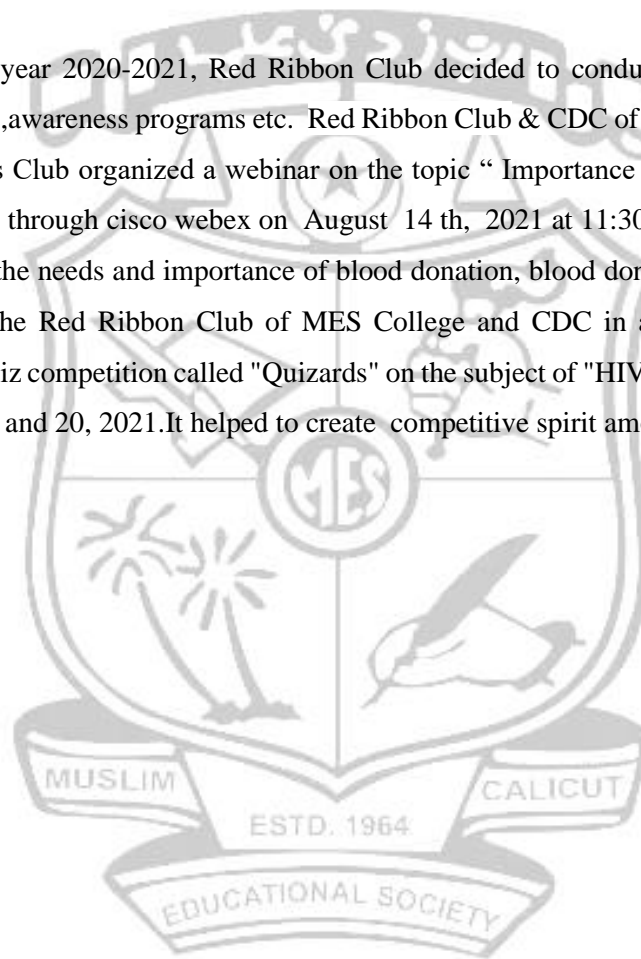 year 2020-2021, Red Ribbon Club decided to condu
,awareness programs etc. Red Ribbon Club & CDC of
s Club organized a webinar on the topic “ Importance
through cisco webex on August 14 th, 2021 at 11:30
the needs and importance of blood donation, blood don
he Red Ribbon Club of MES College and CDC in a
iz competition called "Quizards" on the subject of "HIV
and 20, 2021.It helped to create competitive spirit am
MES
MUSLIM
CALICUT
ESTD. 1964
EDUCATIONAL SOCIETY